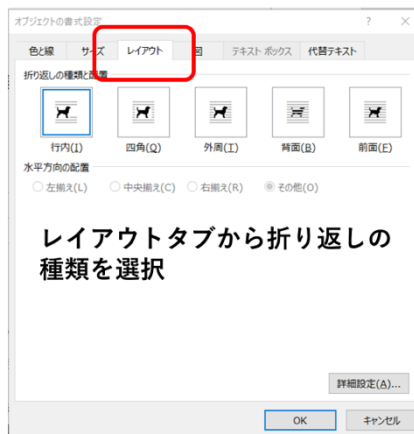 オブジェクトの書式設定 ? ×
色と線 サイズ レイアウト 図 テキスト ボックス 代替テキスト
折り返しの種類と配置
行内(I) 四角(Q) 外周(T) 背面(B) 前面(F)
水平方向の配置
左揃え(L) 中央揃え(C) 右揃え(R) その他(O)
レイアウトタブから折り返しの
種類を選択
詳細設定(A)...
OK キャンセル